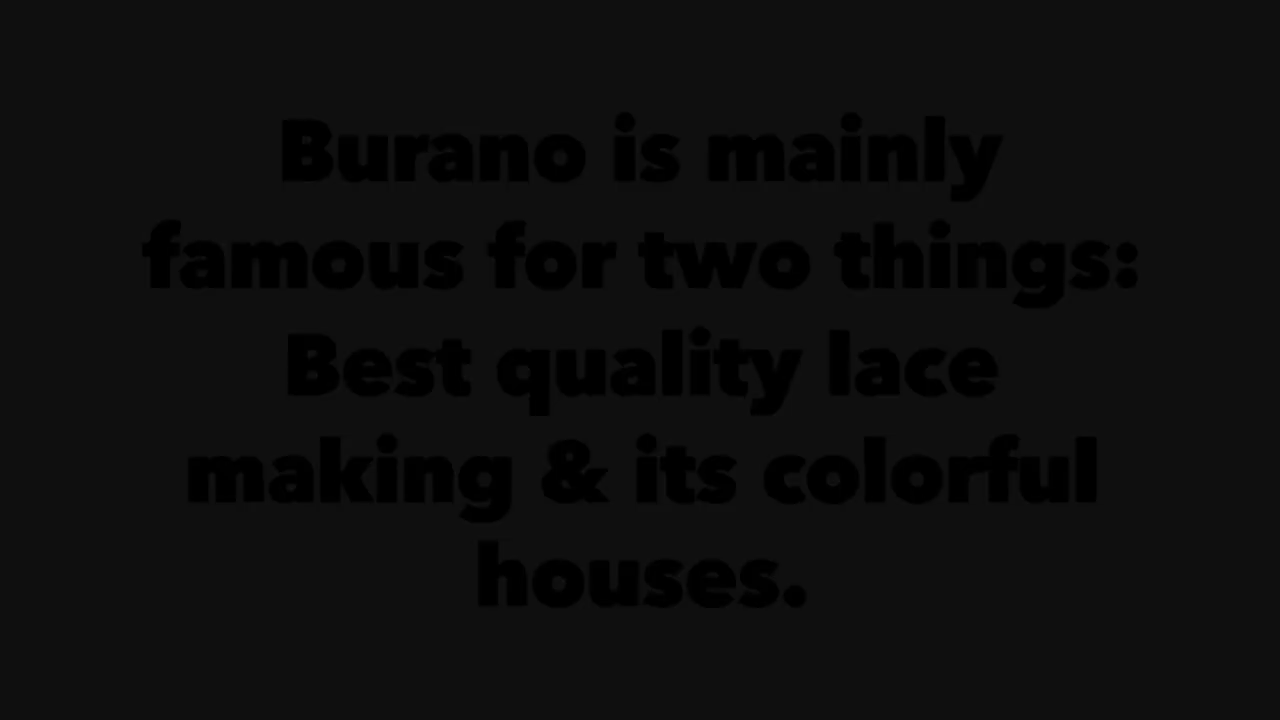 Burano is mainly
famous for two things:
Best quality lace
making & its colorful
houses.